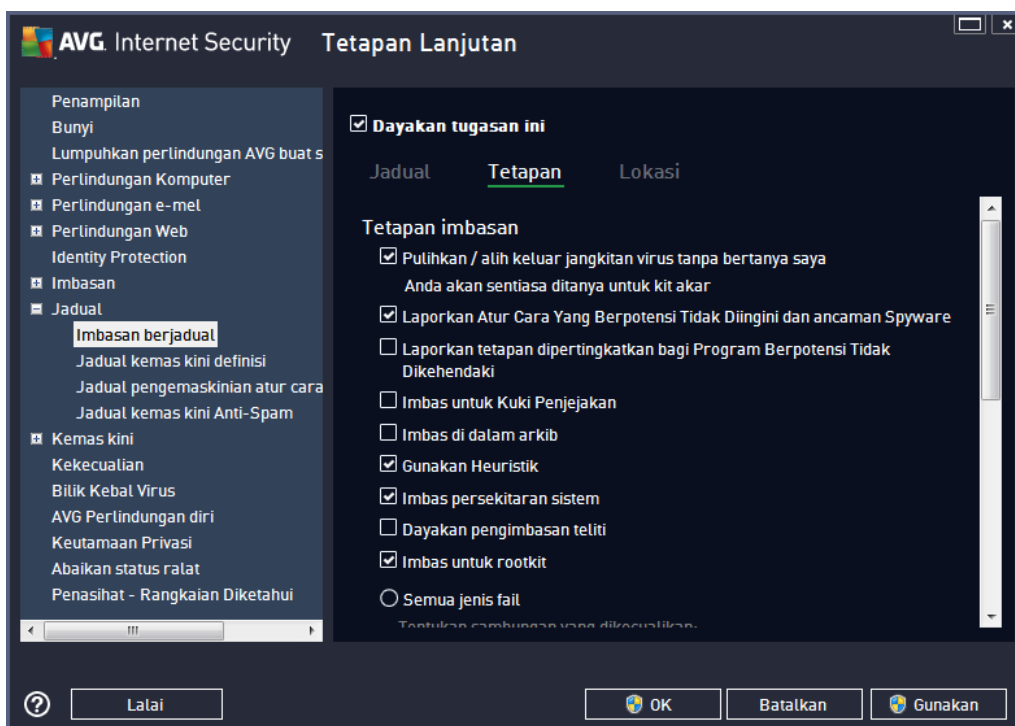 AVG. Internet Security Tetapan Lanjutan
Penampilan
Bunyi
Lumpuhkan perlindungan AVG buat s
Perlindungan Komputer
Perlindungan e-mel
Perlindungan Web
Identity Protection
Imbasan
Jadual
Imbasan berjadual
Jadual kemas kini definisi
Jadual pengemaskinian atur cara
Jadual kemas kini Anti-Spam
Kemas kini
Kekecualian
Bilik Kebal Virus
AVG Perlindungan diri
Keutamaan Privasi
Abaikan status ralat
Penasihat - Rangkaian Diketahui
Dayakan tugasan ini
Jadual Tetapan Lokasi
Tetapan imbasan
Pulihkan / alih keluar jangkitan virus tanpa bertanya saya
Anda akan sentiasa ditanya untuk kit akar
Laporkan Atur Cara Yang Berpotensi Tidak Diingini dan ancaman Spyware
Laporkan tetapan dipertingkatkan bagi Program Berpotensi Tidak
Dikehendaki
Imbas untuk Kuki Penjejakan
Imbas di dalam arkib
Gunakan Heuristik
Imbas persekitaran sistem
Dayakan pengimbasan teliti
Imbas untuk rootkit
Semua jenis fail
Tentukan sambungan yang dikecualikan:
Lalai
OK
Batalkan
Gunakan